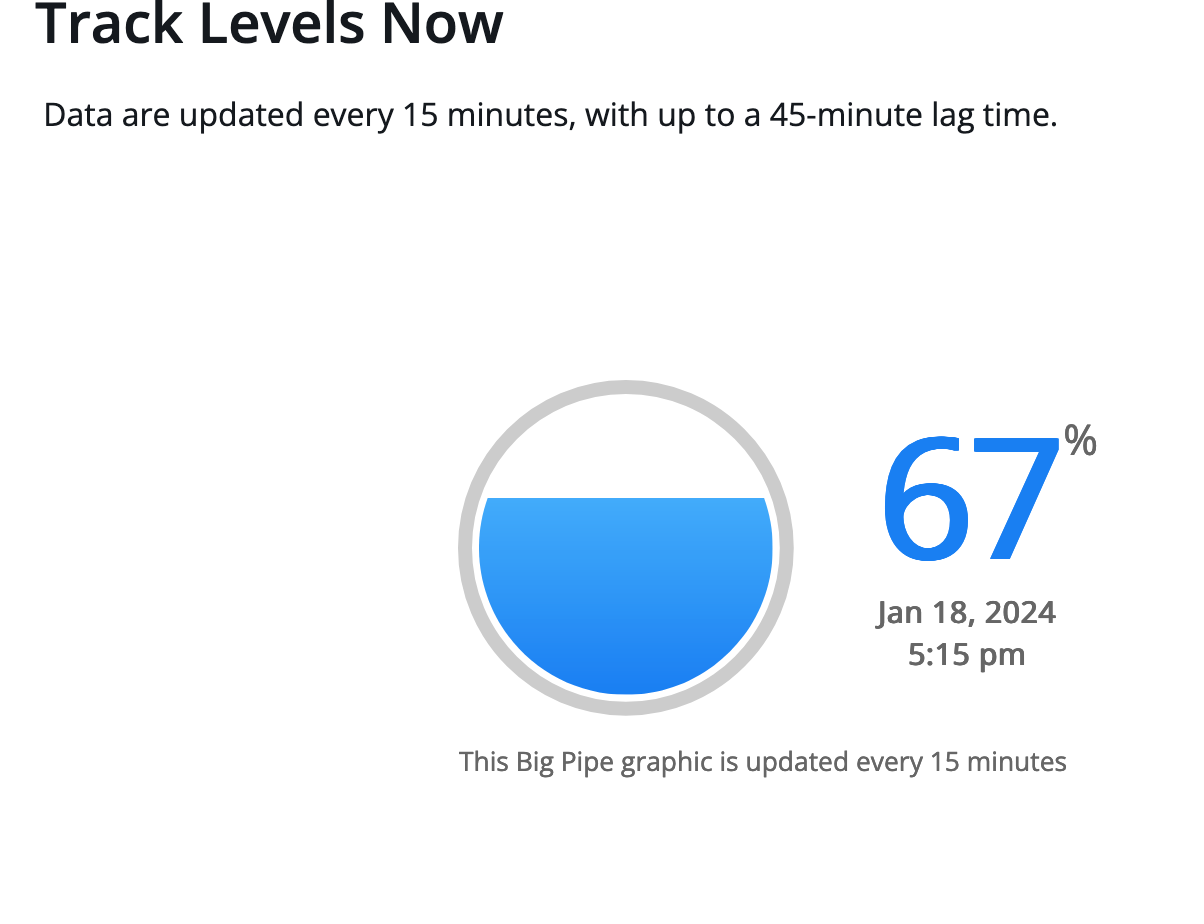 Track Levels Now
Data are updated every 15 minutes, with up to a 45-minute lag time.
67%
Jan 18, 2024
5:15 pm
This Big Pipe graphic is updated every 15 minutes